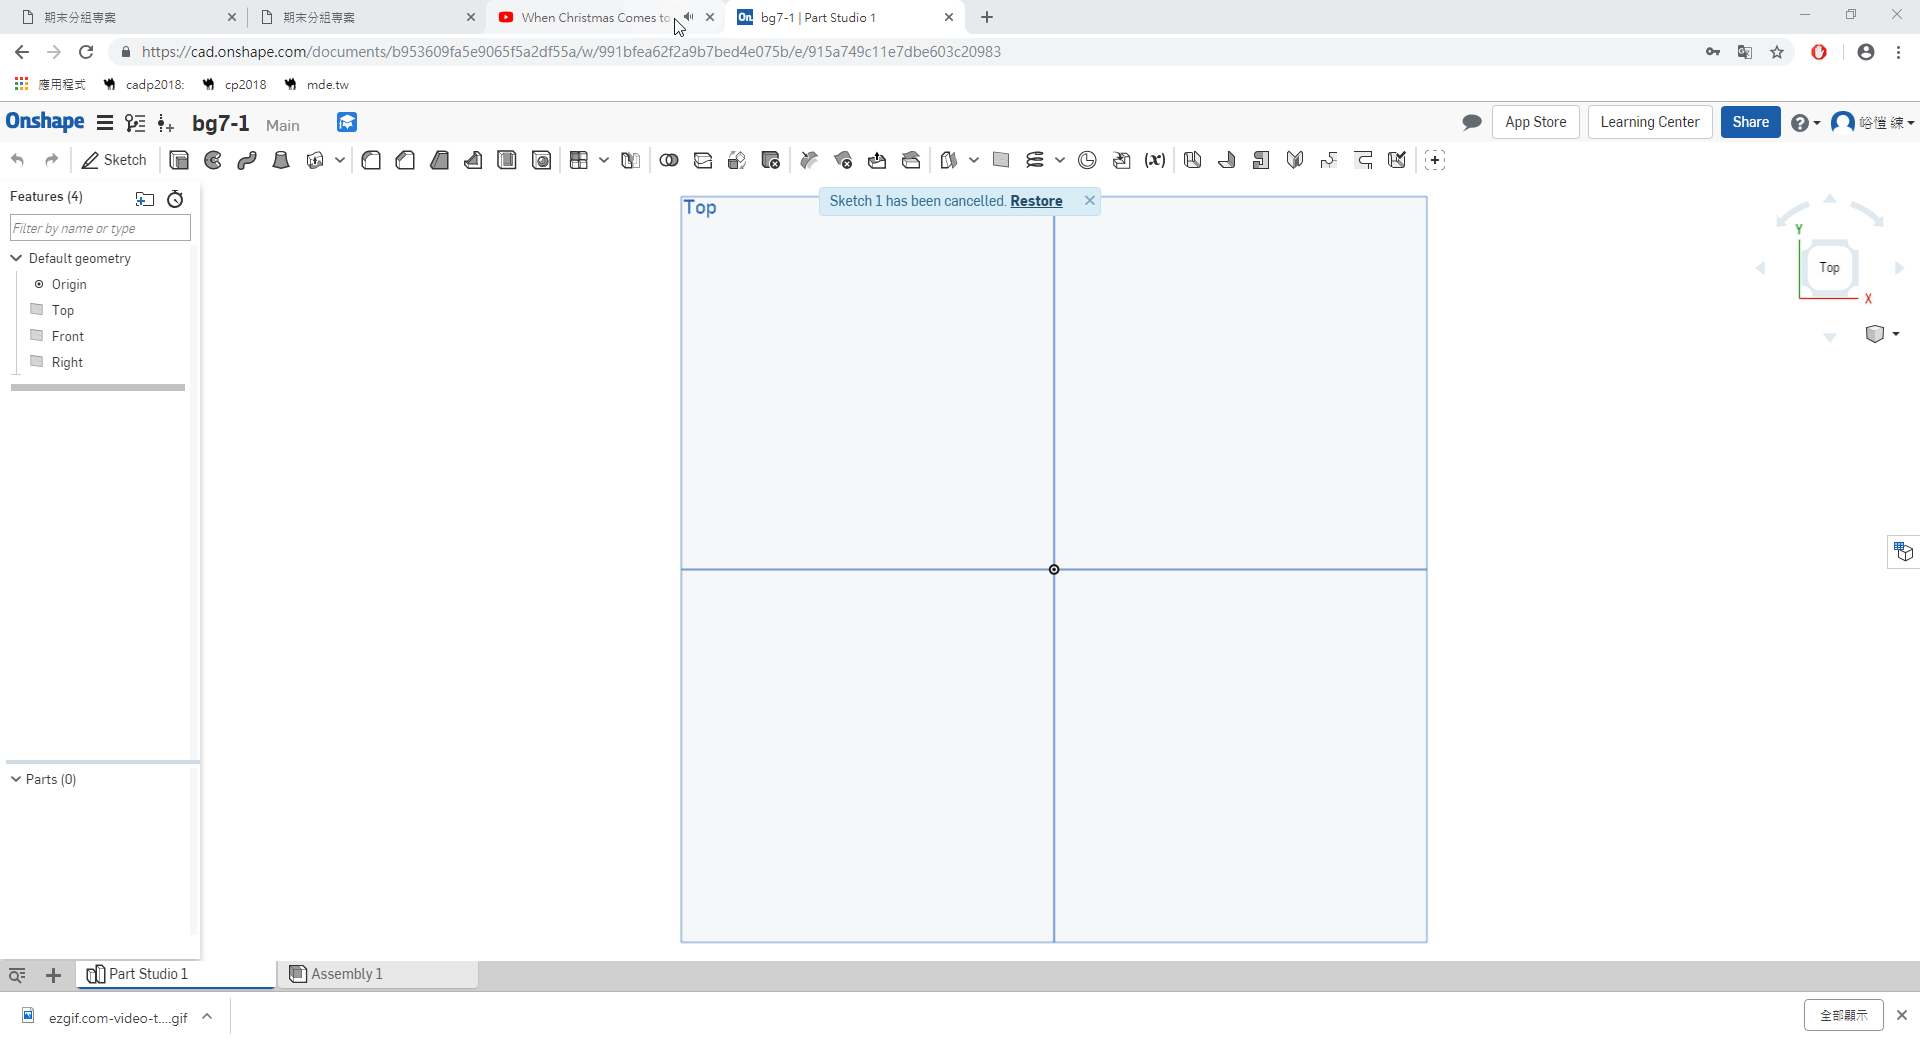 期末分組專案
期末分組專案
When Christmas Comes to
On. bg7-1 | Part Studio 1
https://cad.onshape.com/documents/b953609fa5e9065f5a2df55a/w/991bfea62f2a9b7bed4e075b/e/915a749c11e7dbe603c20983
應用程式 cadp2018: cp2018 mde.tw
Onshape bg7-1 Main App Store Learning Center Share 峪愷 練
Sketch (x)
Features (4)
Filter by name or type
Default geometry
Origin
Top
Front
Right
Parts (0)
Top
Sketch 1 has been cancelled. Restore
Y
Top
X
Part Studio 1 Assembly 1
ezgif.com-video-t....gif 全部顯示